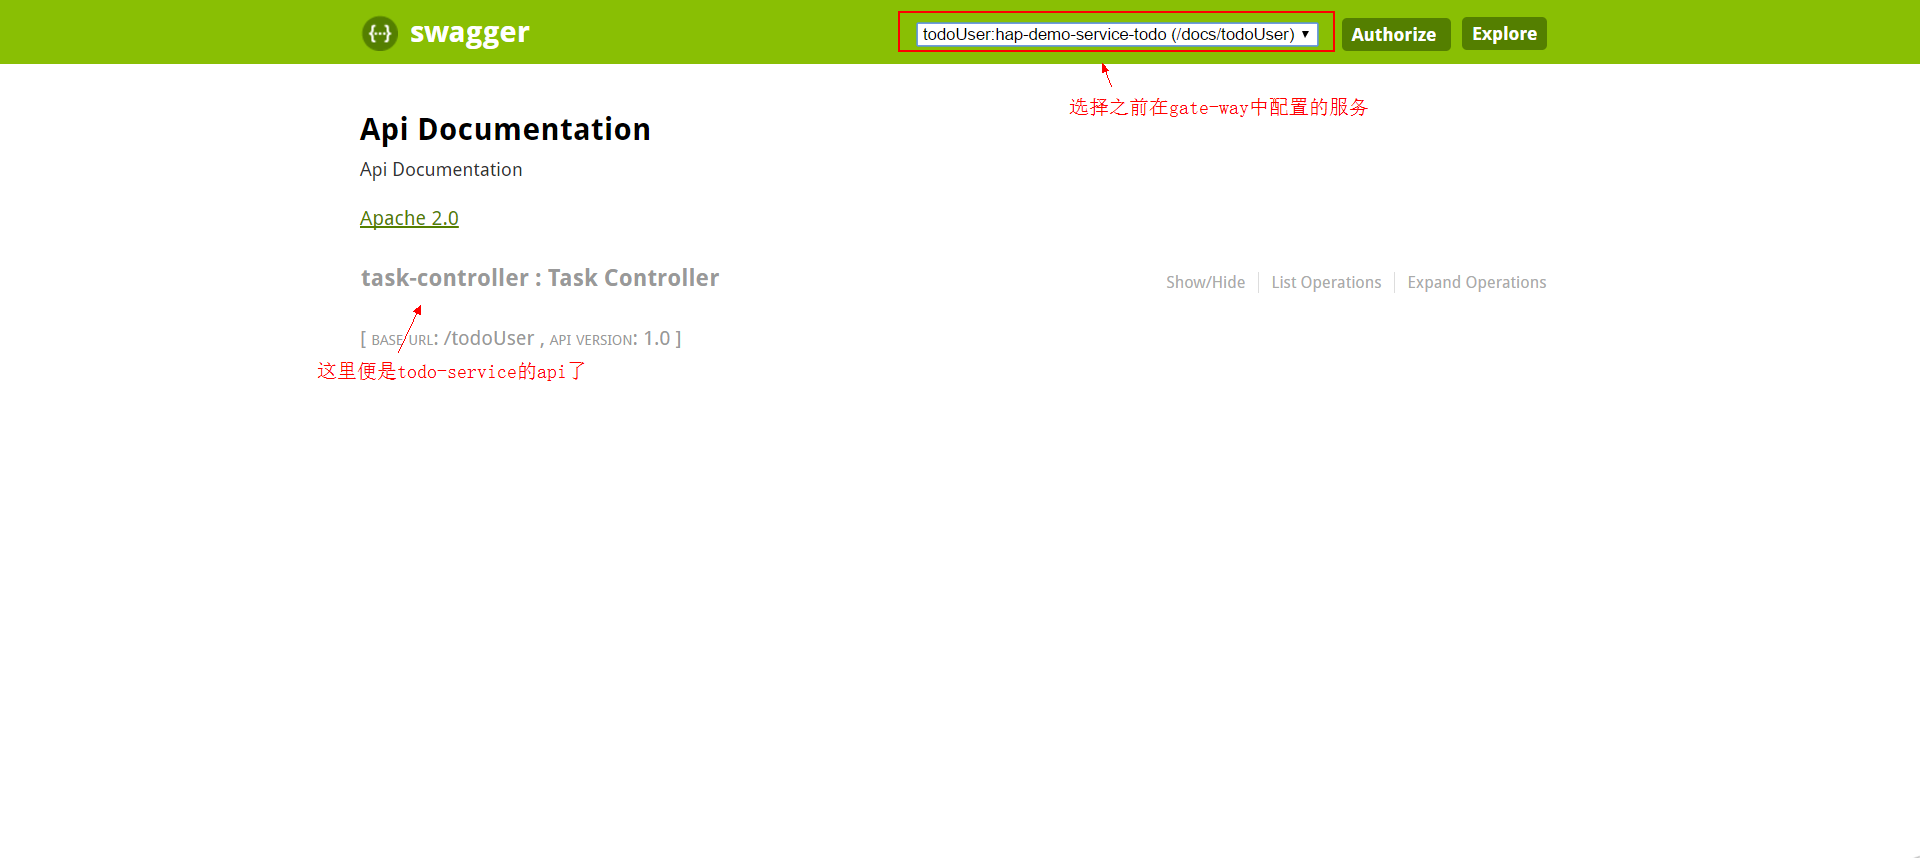 swagger
todoUser:hap-demo-service-todo (/docs/todoUser)
Authorize
Explore
选择之前在gate-way中配置的服务
Api Documentation
Api Documentation
Apache 2.0
task-controller : Task Controller
Show/Hide
List Operations
Expand Operations
[ BASE URL: /todoUser , API VERSION: 1.0 ]
这里便是todo-service的api了